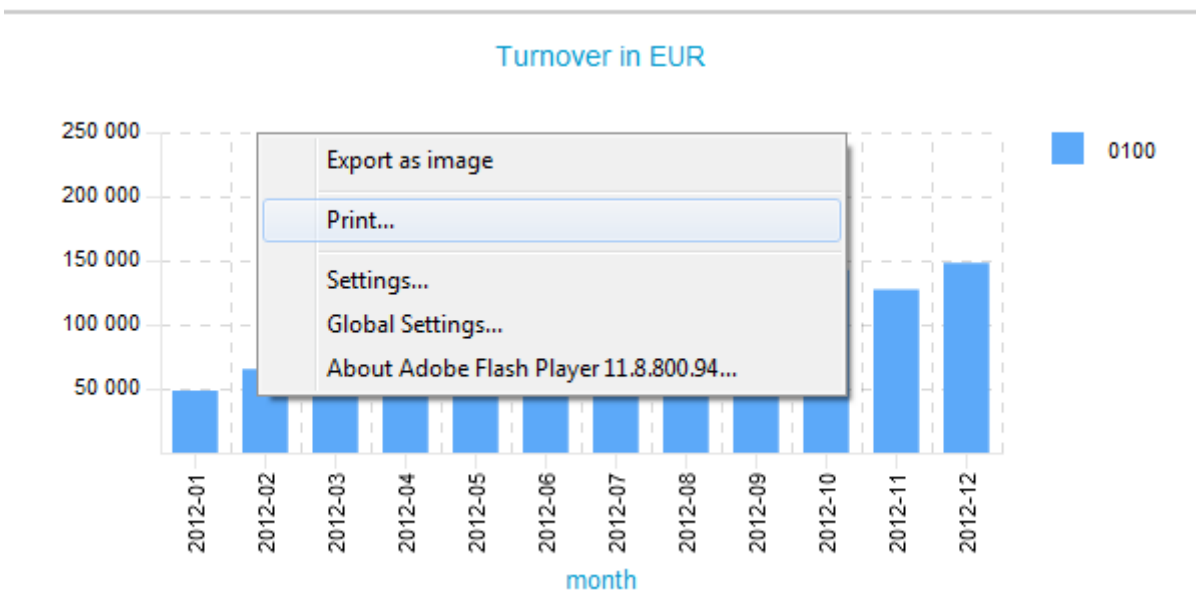 Turnover in EUR
250 000
200 000
150 000
100 000
50 000
Export as image
Print...
Settings...
Global Settings...
About Adobe Flash Player 11.8.800.94...
0100
2012-01
2012-02
2012-03
2012-04
2012-05
2012-06
2012-07
2012-08
2012-09
2012-10
2012-11
2012-12
month